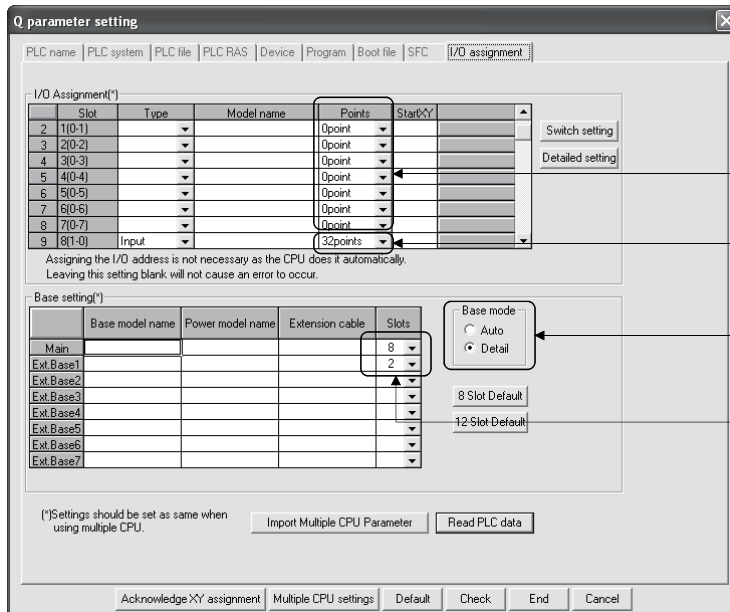 Q parameter setting
PLC name PLC system PLC file PLC RAS Device Program Boot file SFC I/O assignment
I/O Assignment(*)
Slot Type Model name Points StartXY
2 1(0-1) 0point
3 2(0-2) 0point
4 3(0-3) 0point
5 4(0-4) 0point
6 5(0-5) 0point
7 6(0-6) 0point
8 7(0-7) 0point
9 8(1-0) Input 32points
Switch setting
Detailed setting
Assigning the I/O address is not necessary as the CPU does it automatically.
Leaving this setting blank will not cause an error to occur.
Base setting(*)
Base model name Power model name Extension cable Slots
Main 8
Ext.Base1 2
Ext.Base2
Ext.Base3
Ext.Base4
Ext.Base5
Ext.Base6
Ext.Base7
Base mode
Auto
Detail
8 Slot Default
12 Slot Default
(*)Settings should be set as same when
using multiple CPU.
Import Multiple CPU Parameter Read PLC data
Acknowledge XY assignment Multiple CPU settings Default Check End Cancel